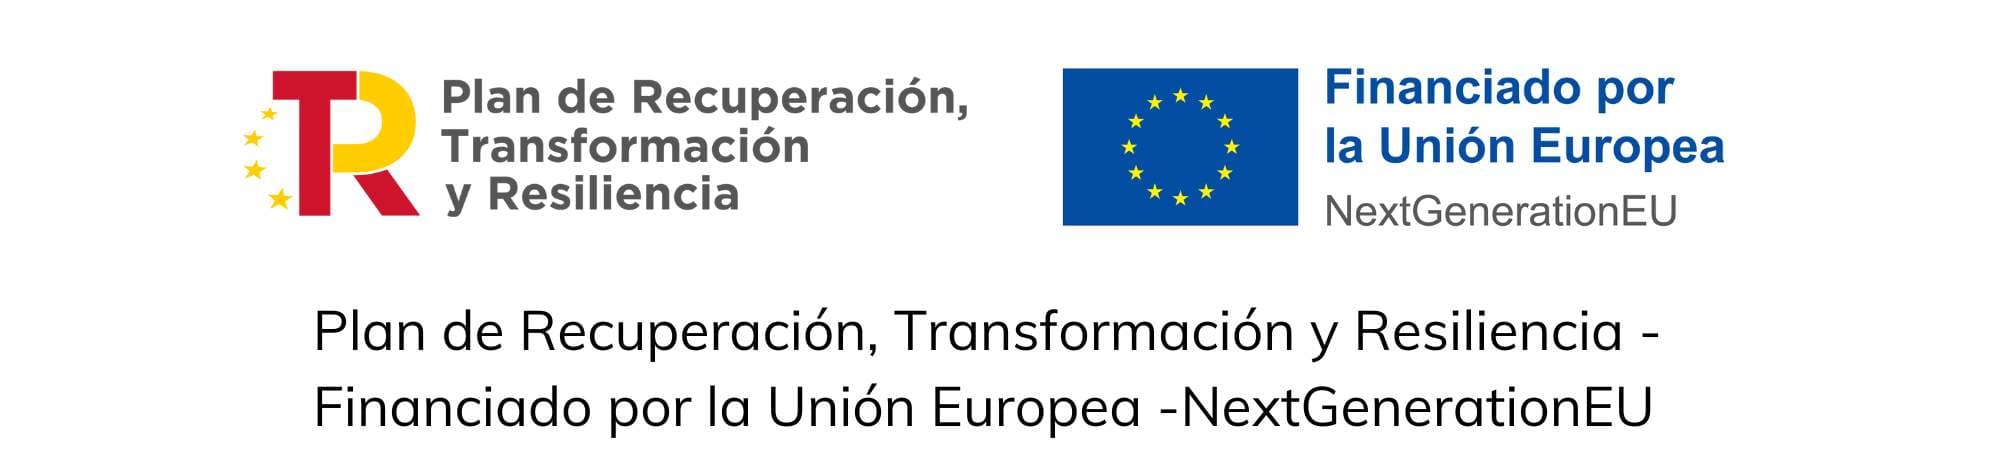 TR
Plan de Recuperación,
Transformación
y Resiliencia
Financiado por
la Unión Europea
NextGenerationEU
Plan de Recuperación, Transformación y Resiliencia -
Financiado por la Unión Europea -NextGenerationEU